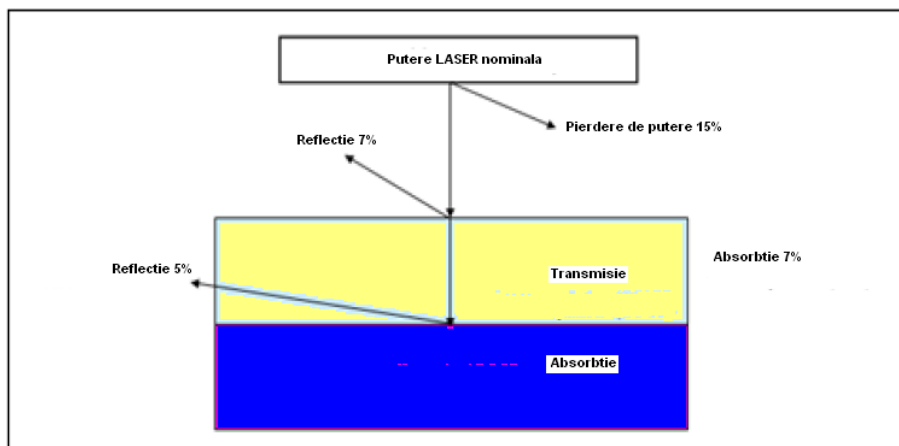 Putere LASER nominala
Pierdere de putere 15%
Reflectie 7%
Absorbtie 7%
Reflectie 5%
Transmisie
Absorbtie